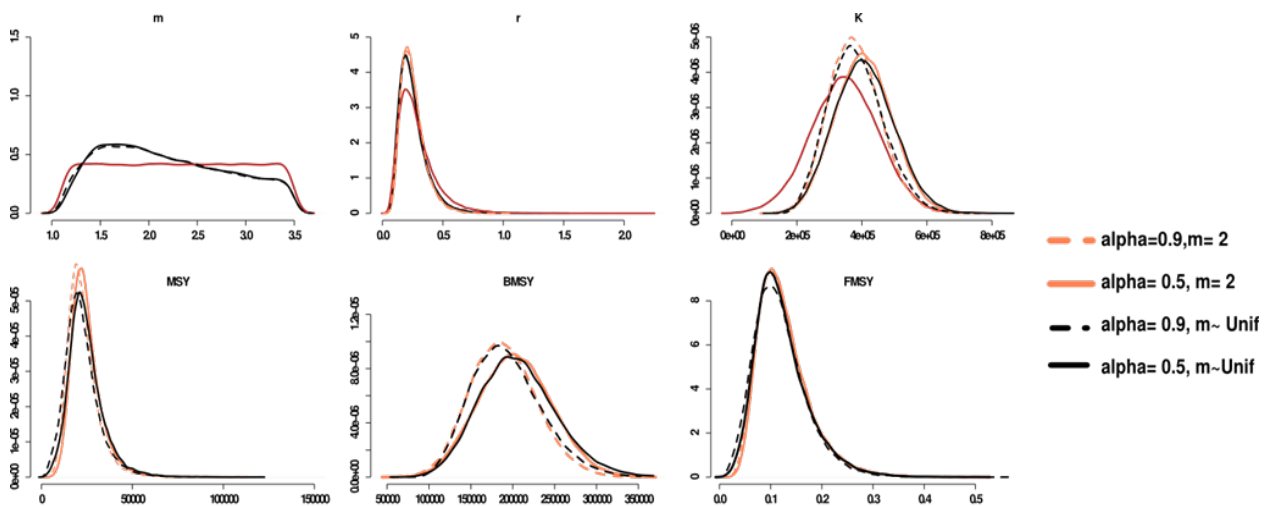 m
r
K
1.5
1.0
0.5
0.0
1.0 1.5 2.0 2.5 3.0 3.5
5
4
3
2
1
0
0.0 0.5 1.0 1.5 2.0
5e-06
4e-06
3e-06
2e-06
1e-06
0e+00
0e+00 2e+05 4e+05 6e+05 8e+05
MSY
BMSY
FMSY
5e-05
4e-05
3e-05
2e-05
1e-05
0e+00
0 50000 100000 150000
1.2e-05
8.0e-06
4.0e-06
0.0e+00
50000 100000 150000 200000 250000 300000 350000
8
6
4
2
0
0.0 0.1 0.2 0.3 0.4 0.5
alpha=0.9,m= 2
alpha= 0.5, m= 2
alpha= 0.9, m~ Unif
alpha= 0.5, m~Unif